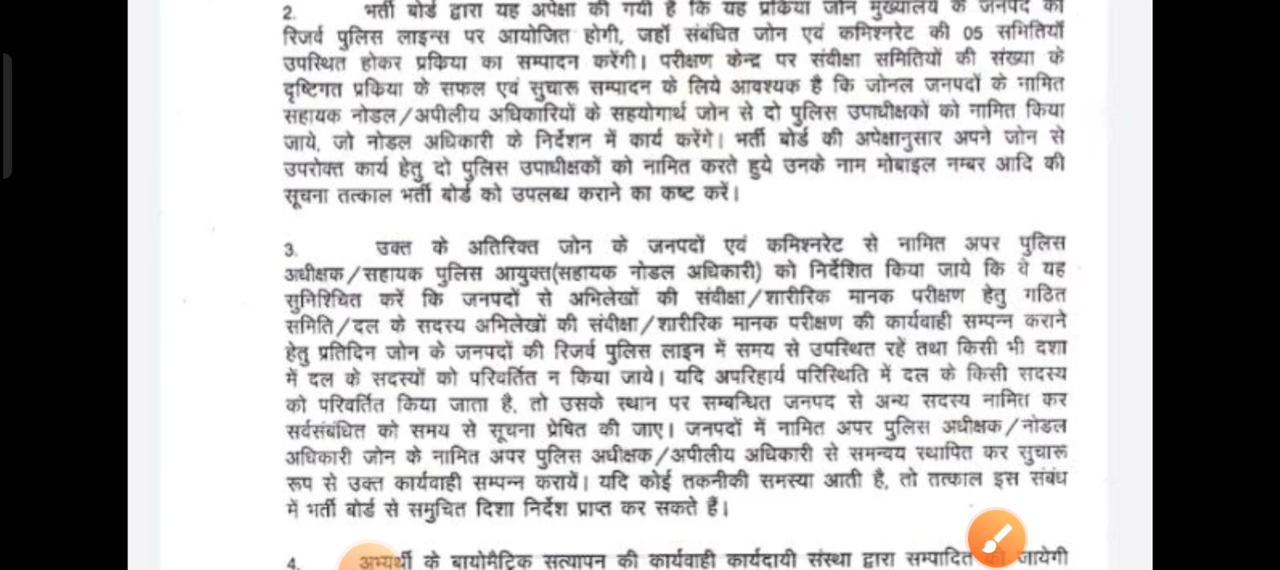 2. भर्ती बोर्ड द्वारा यह अपेक्षा की गयी है कि यह प्रक्रिया जोन मुख्यालय के जनपद की
रिजर्व पुलिस लाइन्स पर आयोजित होगी, जहाँ संबंधित जोन एवं कमिश्नरेट की 05 समितियाँ
उपस्थित होकर प्रकिया का सम्पादन करेंगी। परीक्षण केन्द्र पर संवीक्षा समितियों की संख्या के
दृष्टिगत प्रकिया के सफल एवं सुचारू सम्पादन के लिये आवश्यक है कि जोनल जनपदों के नामित
सहायक नोडल/अपीलीय अधिकारियों के सहयोगार्थ जोन से दो पुलिस उपाधीक्षकों को नामित किया
जाये, जो नोडल अधिकारी के निर्देशन में कार्य करेंगे। भर्ती बोर्ड की अपेक्षानुसार अपने जोन से
उपरोक्त कार्य हेतु दो पुलिस उपाधीक्षकों को नामित करते हुये उनके नाम मोबाइल नम्बर आदि की
सूचना तत्काल भर्ती बोर्ड को उपलब्ध कराने का कष्ट करें।
3. उक्त के अतिरिक्त जोन के जनपदों एवं कमिश्नरेट से नामित अपर पुलिस
अधीक्षक/सहायक पुलिस आयुक्त(सहायक नोडल अधिकारी) को निर्देशित किया जाये कि वे यह
सुनिश्चित करें कि जनपदों से अभिलेखों की संवीक्षा/शारीरिक मानक परीक्षण हेतु गठित
समिति/दल के सदस्य अभिलेखों की संवीक्षा/शारीरिक मानक परीक्षण की कार्यवाही सम्पन्न कराने
हेतु प्रतिदिन जोन के जनपदों की रिजर्व पुलिस लाइन में समय से उपस्थित रहें तथा किसी भी दशा
में दल के सदस्यों को परिवर्तित न किया जाये। यदि अपरिहार्य परिस्थिति में दल के किसी सदस्य
को परिवर्तित किया जाता है, तो उसके स्थान पर सम्बन्धित जनपद से अन्य सदस्य नामित कर
सर्वसंबंधित को समय से सूचना प्रेषित की जाए। जनपदों में नामित अपर पुलिस अधीक्षक/नोडल
अधिकारी जोन के नामित अपर पुलिस अधीक्षक/अपीलीय अधिकारी से समन्वय स्थापित कर सुचारू
रूप से उक्त कार्यवाही सम्पन्न करायें। यदि कोई तकनीकी समस्या आती है, तो तत्काल इस संबंध
में भर्ती बोर्ड से समुचित दिशा निर्देश प्राप्त कर सकते हैं।
4. अभ्यर्थी के बायोमैट्रिक सत्यापन की कार्यवाही कार्यदायी संस्था द्वारा सम्पादित की जायेगी